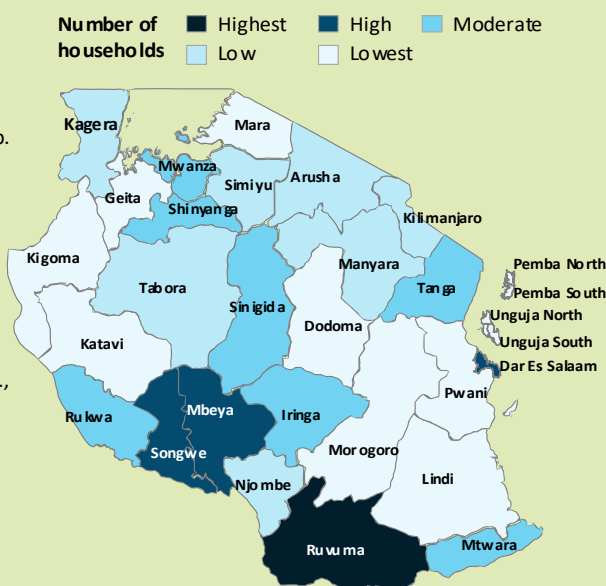 Number of
households
Highest
High
Moderate
Low
Lowest
Kagera
Mara
o.
Mwanza
Simiyu
Arusha
Geita
Shinyanga
Kilimanjaro
Kigoma
Manyara
Pemba North
Tabora
Sinigida
Tanga
Pemba South
Unguja North
Dodoma
Katavi
Unguja South
Dar Es Salaam
.,
Pwani
Rukwa
Mbeya
Iringa
Songwe
Morogoro
Njombe
Lindi
Ruvuma
Mtwara